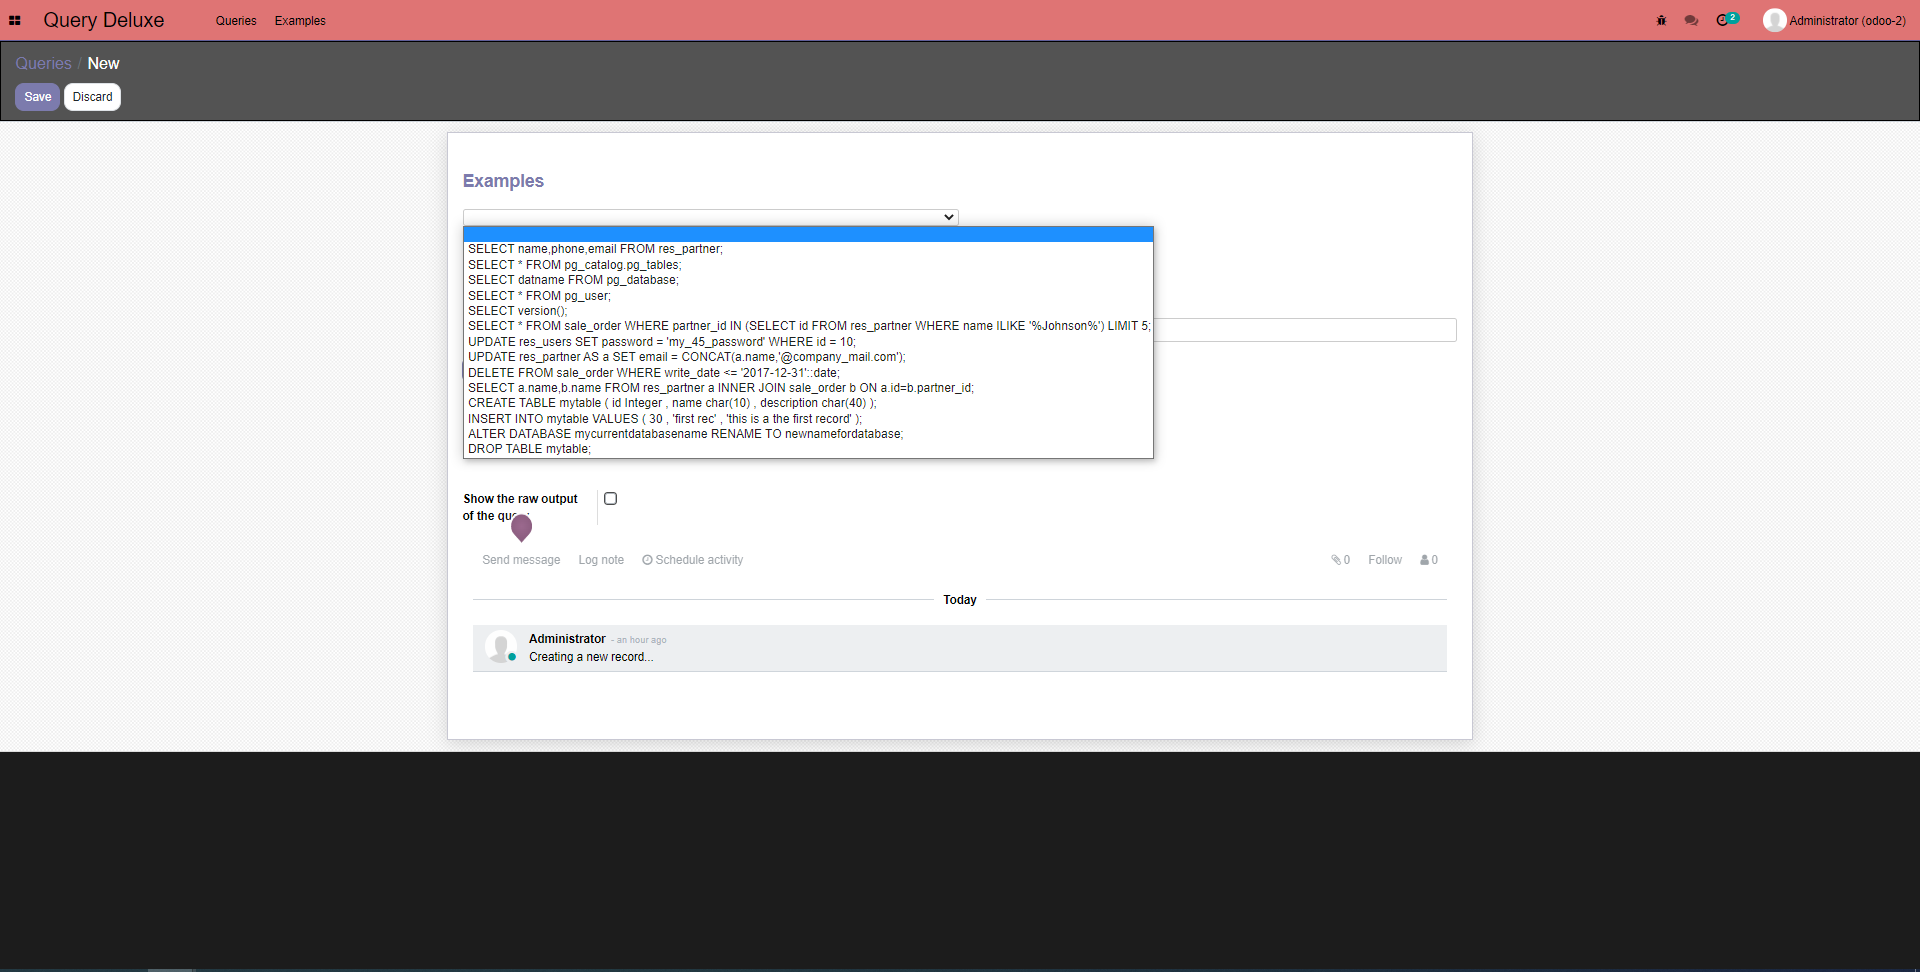 Query Deluxe
Queries
Examples
2
Administrator (odoo-2)
Queries / New
Save
Discard
Examples
SELECT name,phone,email FROM res_partner;
SELECT * FROM pg_catalog.pg_tables;
SELECT datname FROM pg_database;
SELECT * FROM pg_user;
SELECT version();
SELECT * FROM sale_order WHERE partner_id IN (SELECT id FROM res_partner WHERE name ILIKE '%Johnson%') LIMIT 5;
UPDATE res_users SET password = 'my_45_password' WHERE id = 10;
UPDATE res_partner AS a SET email = CONCAT(a.name,'@company_mail.com');
DELETE FROM sale_order WHERE write_date <= '2017-12-31'::date;
SELECT a.name,b.name FROM res_partner a INNER JOIN sale_order b ON a.id=b.partner_id;
CREATE TABLE mytable ( id Integer , name char(10) , description char(40) );
INSERT INTO mytable VALUES ( 30 , 'first rec' , 'this is a the first record' );
ALTER DATABASE mycurrentdatabasename RENAME TO newnamefordatabase;
DROP TABLE mytable;
Show the raw output
of the
Send message
Log note
Schedule activity
0
Follow
0
Today
Administrator - an hour ago
Creating a new record...